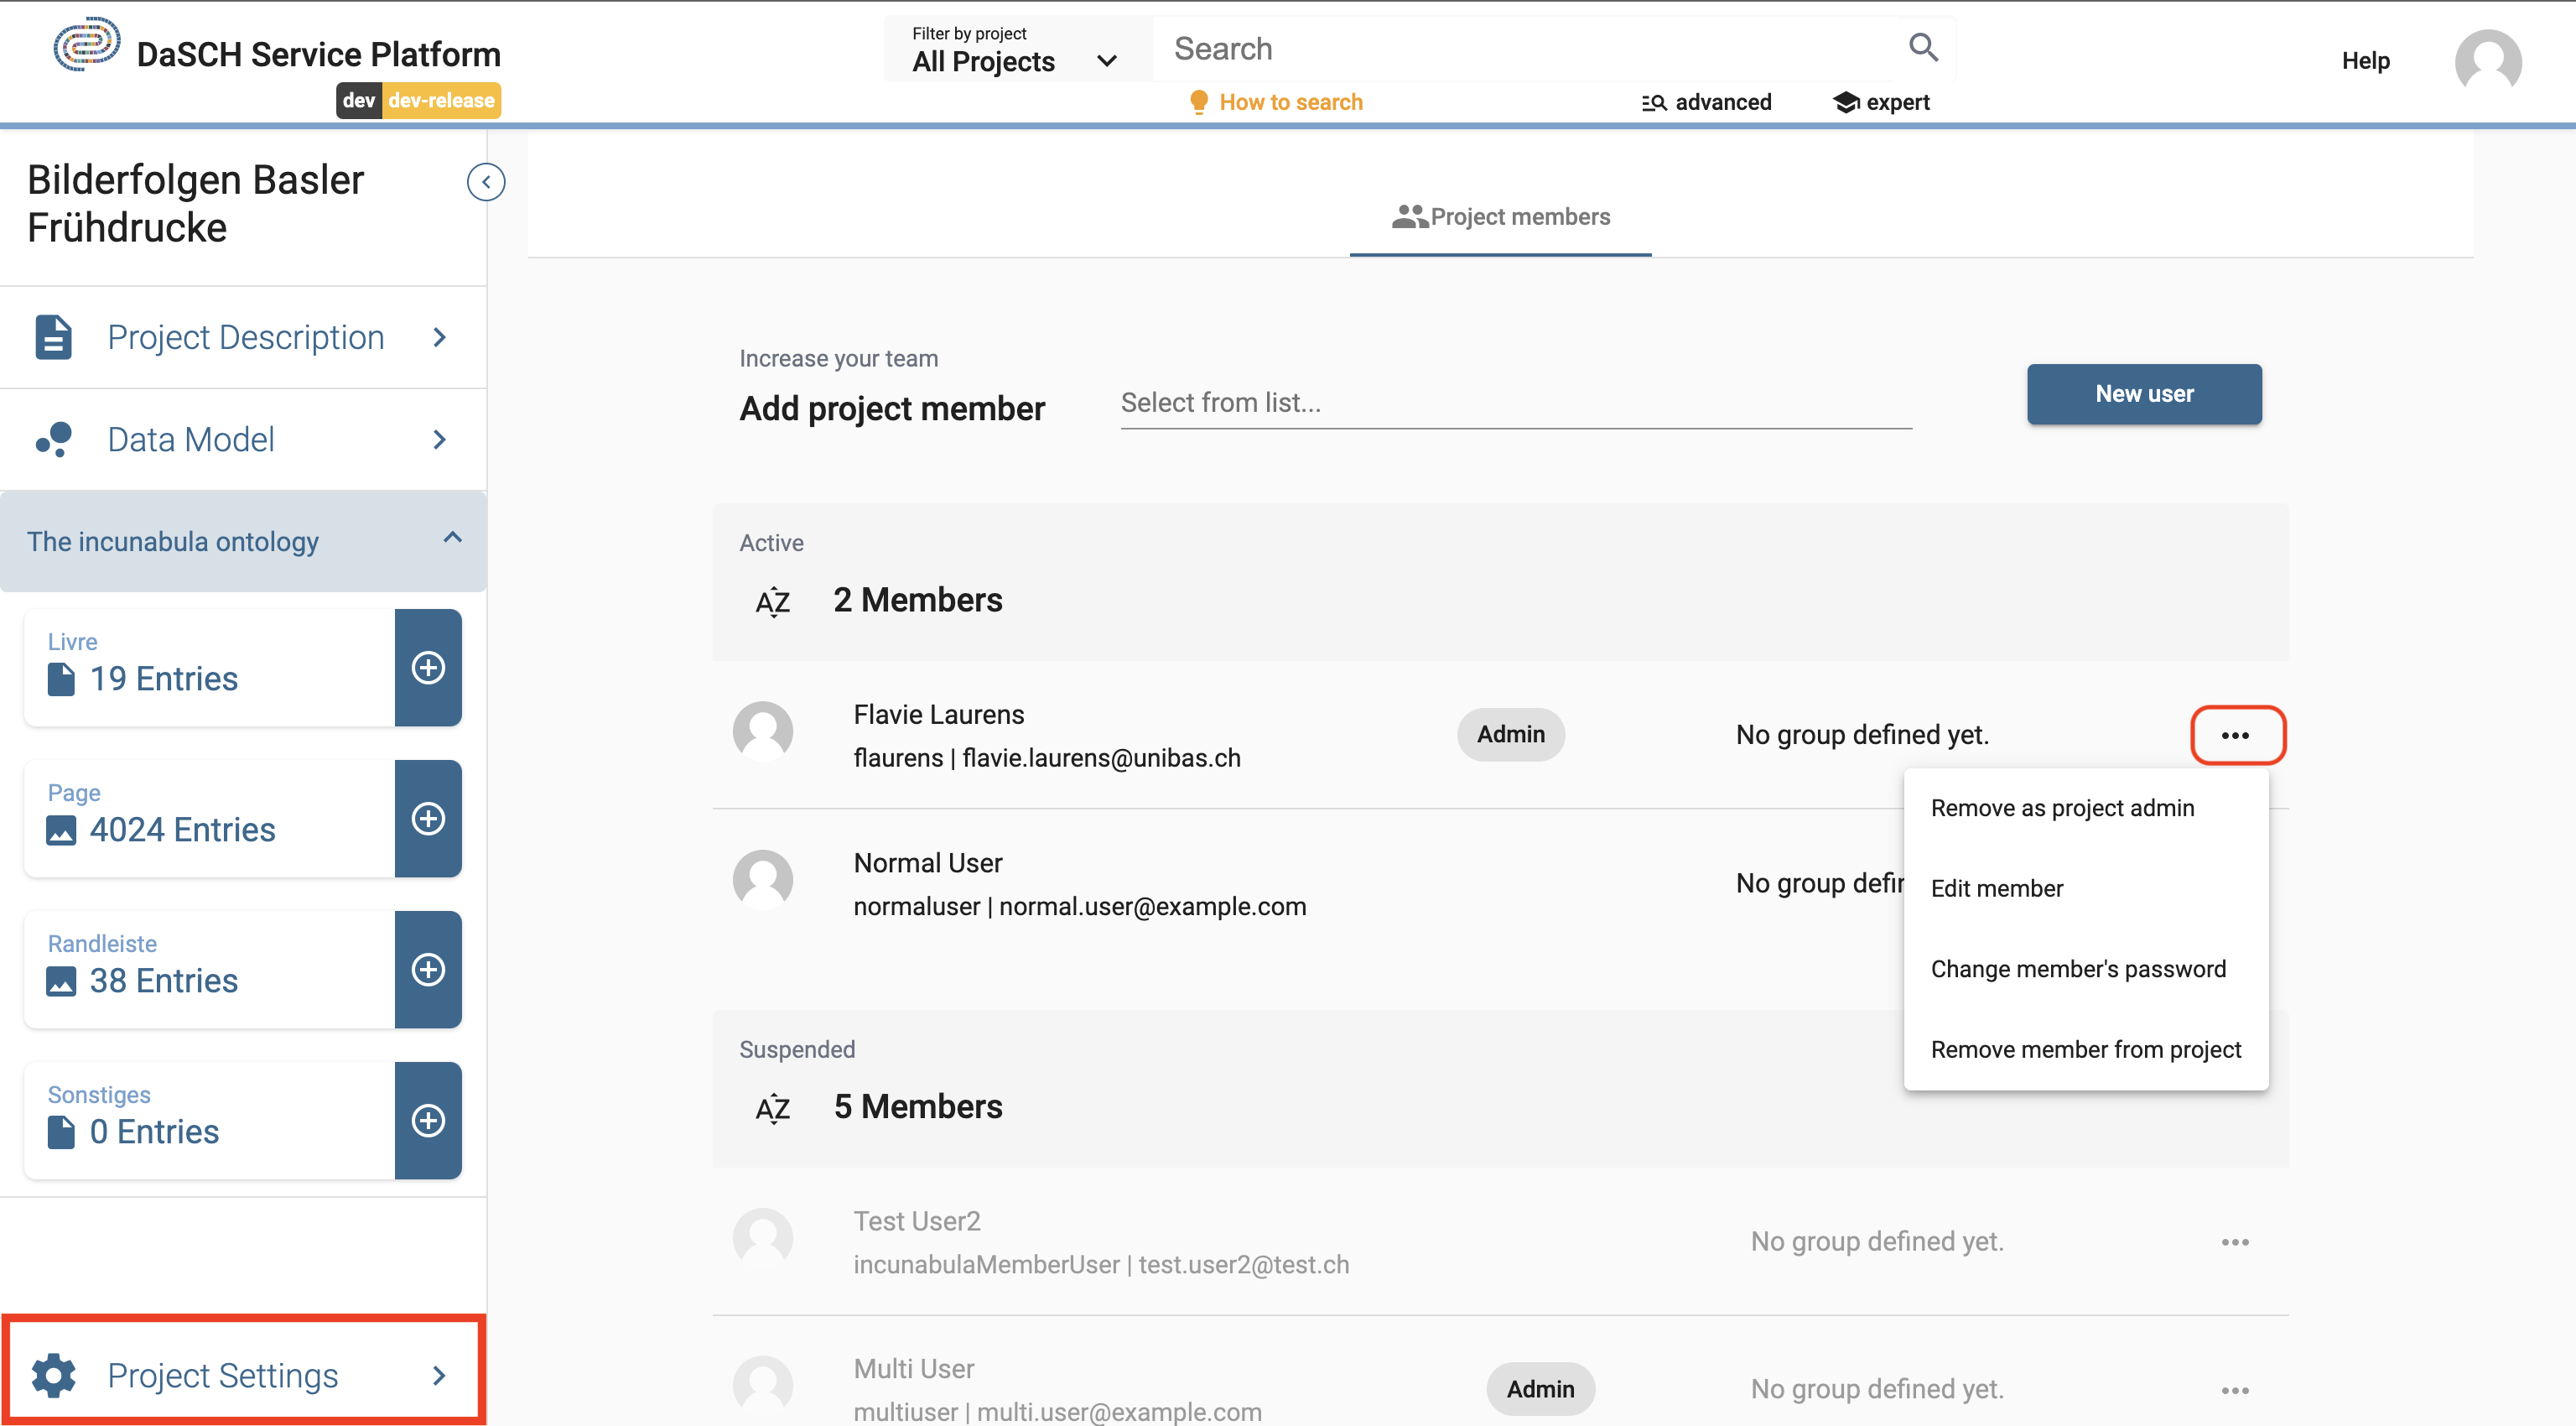 DaSCH Service Platform
dev dev-release
Filter by project
All Projects
Search
How to search
advanced
expert
Help
Bilderfolgen Basler
Frühdrucke
Project Description
Data Model
The incunabula ontology
Livre
19 Entries
Page
4024 Entries
Randleiste
38 Entries
Sonstiges
0 Entries
Project Settings
Project members
Increase your team
Add project member
Select from list...
New user
Active
AZ 2 Members
Flavie Laurens
flaurens | flavie.laurens@unibas.ch
Admin
No group defined yet.
Normal User
normaluser | normal.user@example.com
No group defin
Remove as project admin
Edit member
Change member's password
Remove member from project
Suspended
AZ 5 Members
Test User2
incunabulaMemberUser | test.user2@test.ch
No group defined yet.
Multi User
multiuser | multi.user@example.com
Admin
No group defined yet.